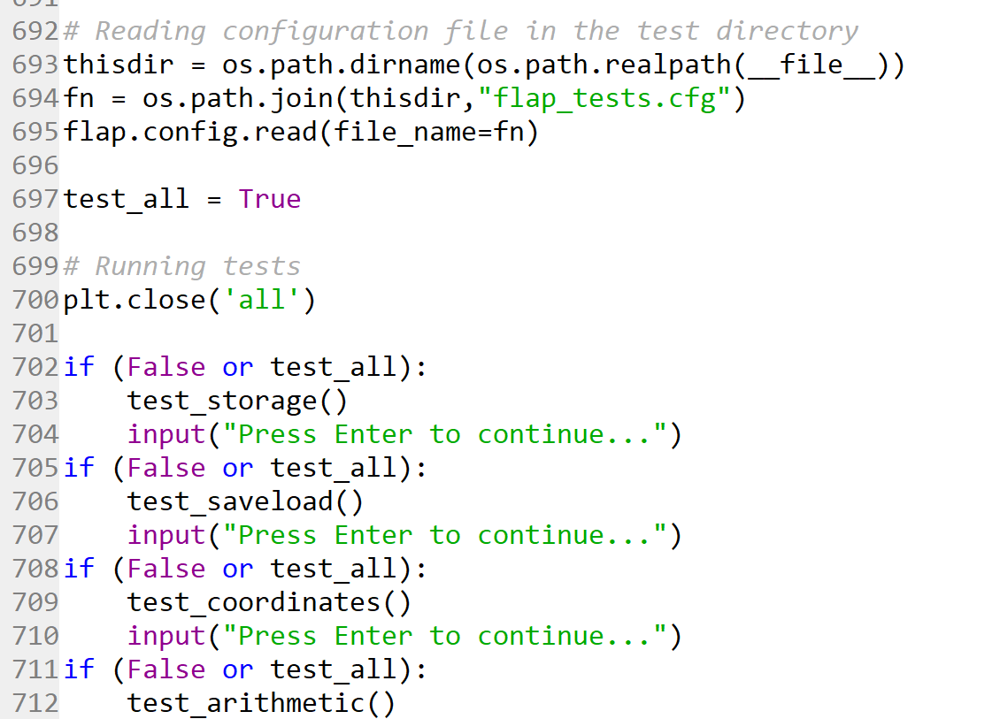 691
692# Reading configuration file in the test directory
693thisdir = os.path.dirname(os.path.realpath(__file__))
694fn = os.path.join(thisdir,"flap_tests.cfg")
695flap.config.read(file_name=fn)
696
697test_all = True
698
699# Running tests
700plt.close('all')
701
702if (False or test_all):
703    test_storage()
704    input("Press Enter to continue...")
705if (False or test_all):
706    test_saveload()
707    input("Press Enter to continue...")
708if (False or test_all):
709    test_coordinates()
710    input("Press Enter to continue...")
711if (False or test_all):
712    test_arithmetic()